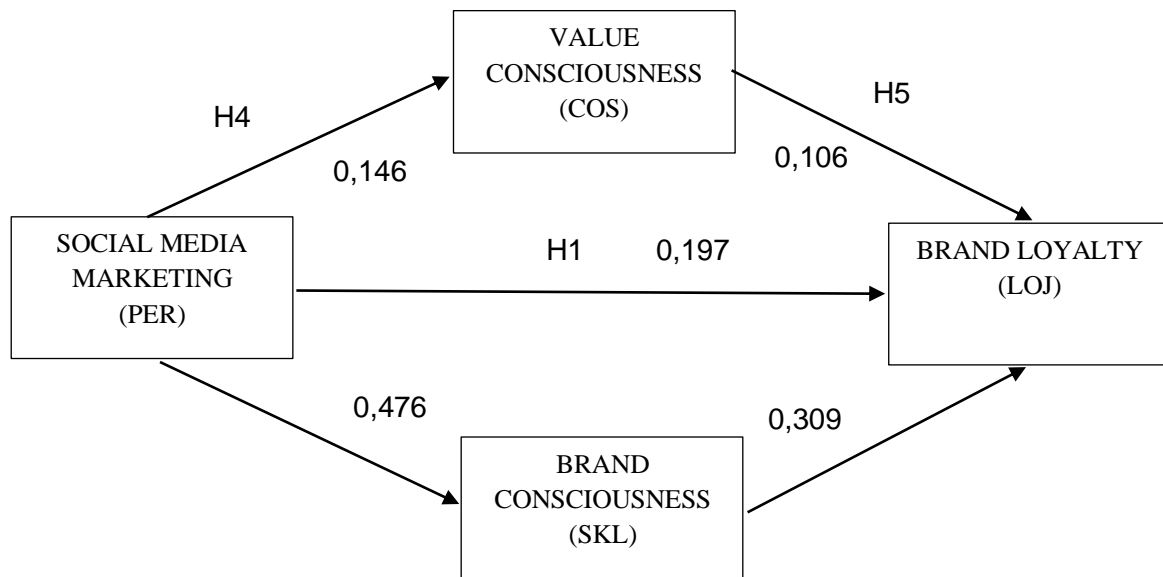 VALUE
CONSCIOUSNESS
(COS)
H4
H5
0,146
0,106
SOCIAL MEDIA
MARKETING
(PER)
H1 0,197
BRAND LOYALTY
(LOJ)
0,476
0,309
BRAND
CONSCIOUSNESS
(SKL)